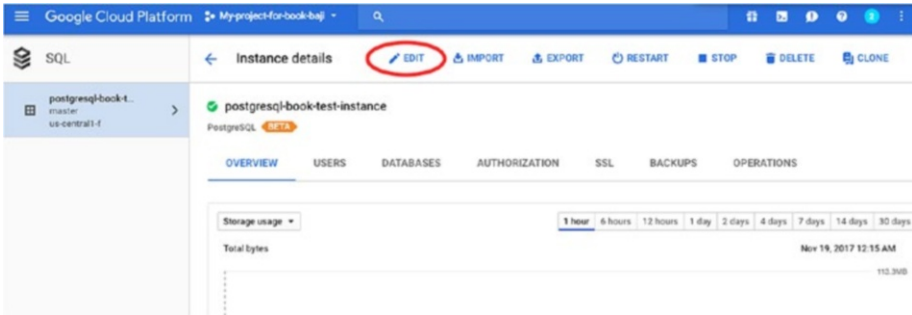 Google Cloud Platform My-project-for-book-baji
SQL
Instance details EDIT IMPORT EXPORT RESTART STOP DELETE CLONE
postgresql-book-t...
master
us-central1-f
postgresql-book-test-instance
PostgreSQL BETA
OVERVIEW USERS DATABASES AUTHORIZATION SSL BACKUPS OPERATIONS
Storage usage 1 hour 6 hours 12 hours 1 day 2 days 4 days 7 days 14 days 30 days
Total bytes Nov 19, 2017 12:15 AM